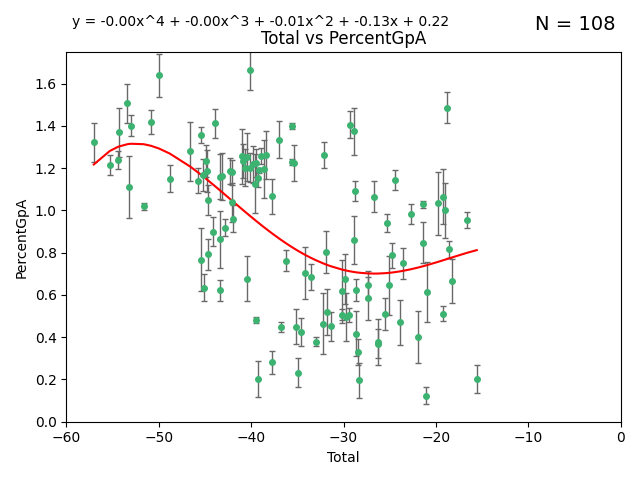 y = -0.00x^4 + -0.00x^3 + -0.01x^2 + -0.13x + 0.22
N = 108
Total vs PercentGpA
1.6
1.4
1.2
1.0
0.8
0.6
0.4
0.2
0.0
PercentGpA
−60 −50 −40 −30 −20 −10 0
Total